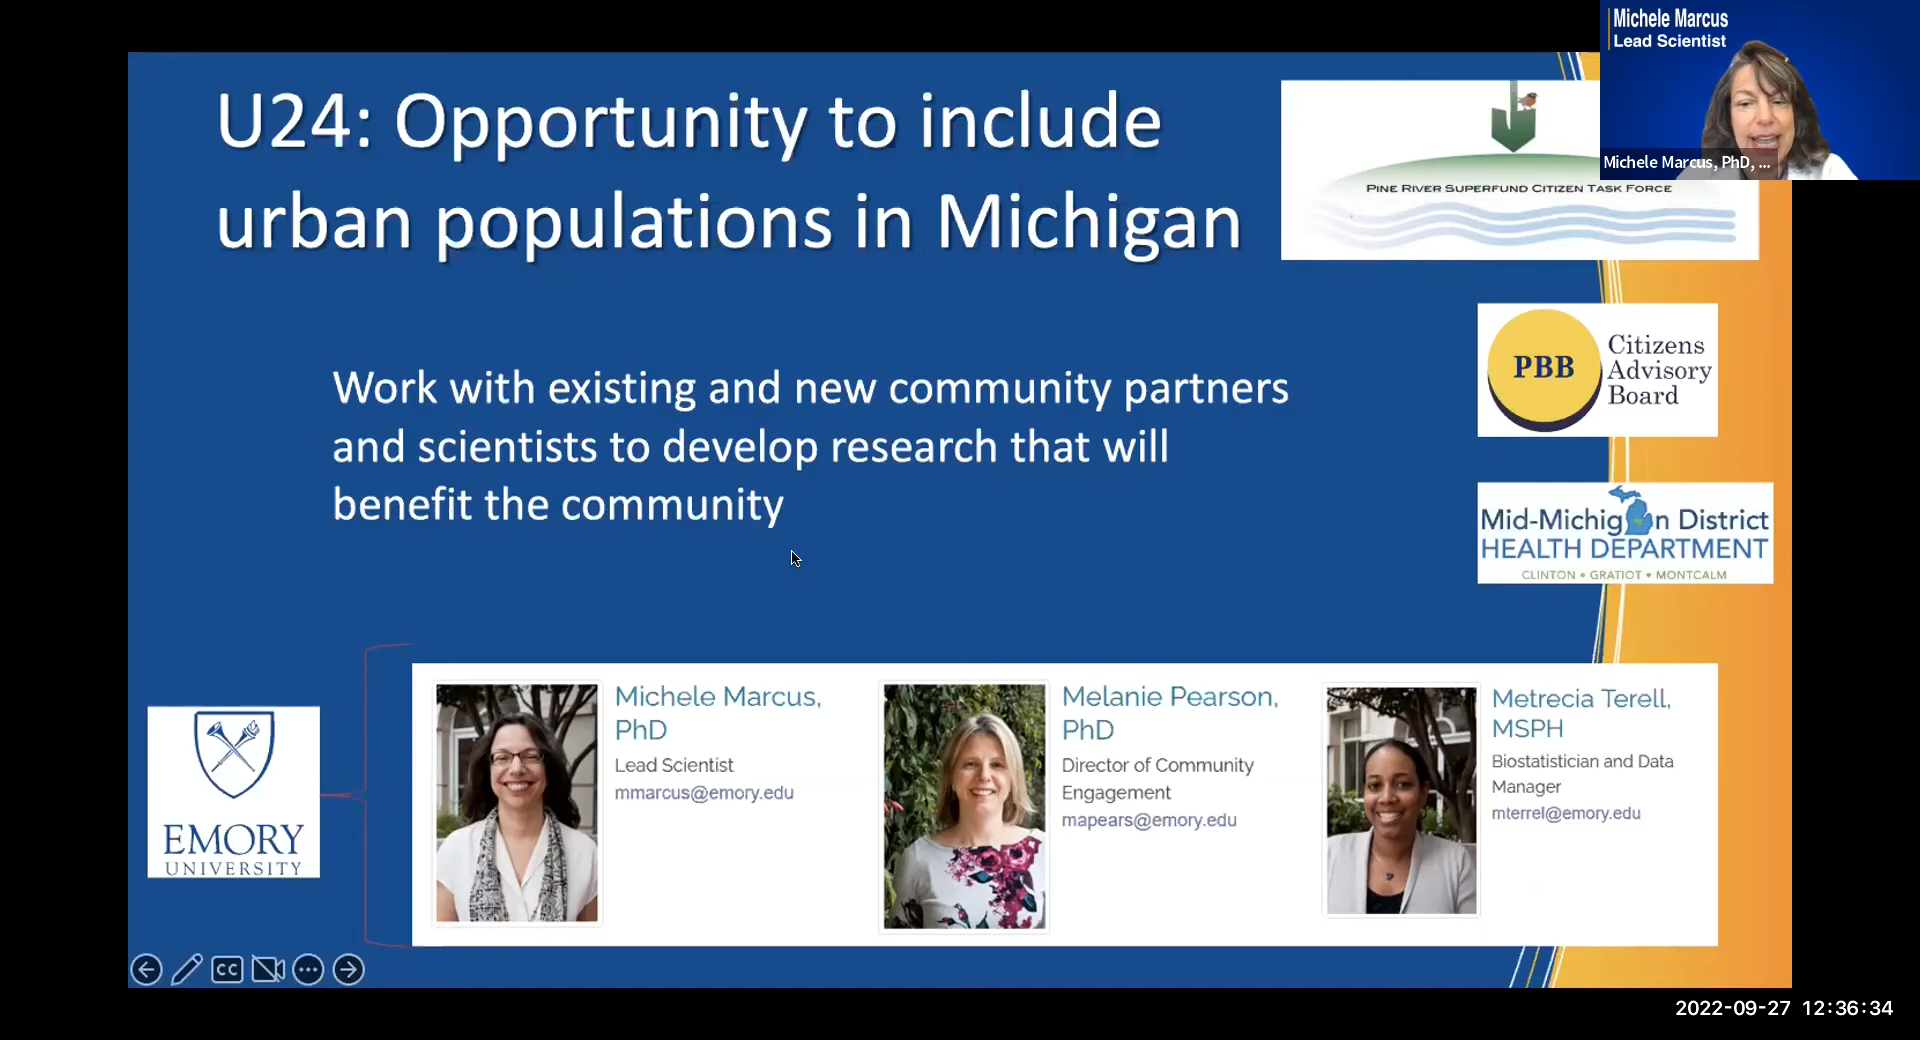 Michele Marcus
Lead Scientist
Michele Marcus, PhD, ...
U24: Opportunity to include
urban populations in Michigan
PINE RIVER SUPERFUND CITIZEN TASK FORCE
PBB
Citizens
Advisory
Board
Work with existing and new community partners
and scientists to develop research that will
benefit the community
Mid-Michig n District
HEALTH DEPARTMENT
CLINTON • GRATIOT • MONTCALM
EMORY
UNIVERSITY
Michele Marcus,
PhD
Lead Scientist
mmarcus@emory.edu
Melanie Pearson,
PhD
Director of Community
Engagement
mapears@emory.edu
Metrecia Terell,
MSPH
Biostatistician and Data
Manager
mterrel@emory.edu
CC
2022-09-27 12:36:34